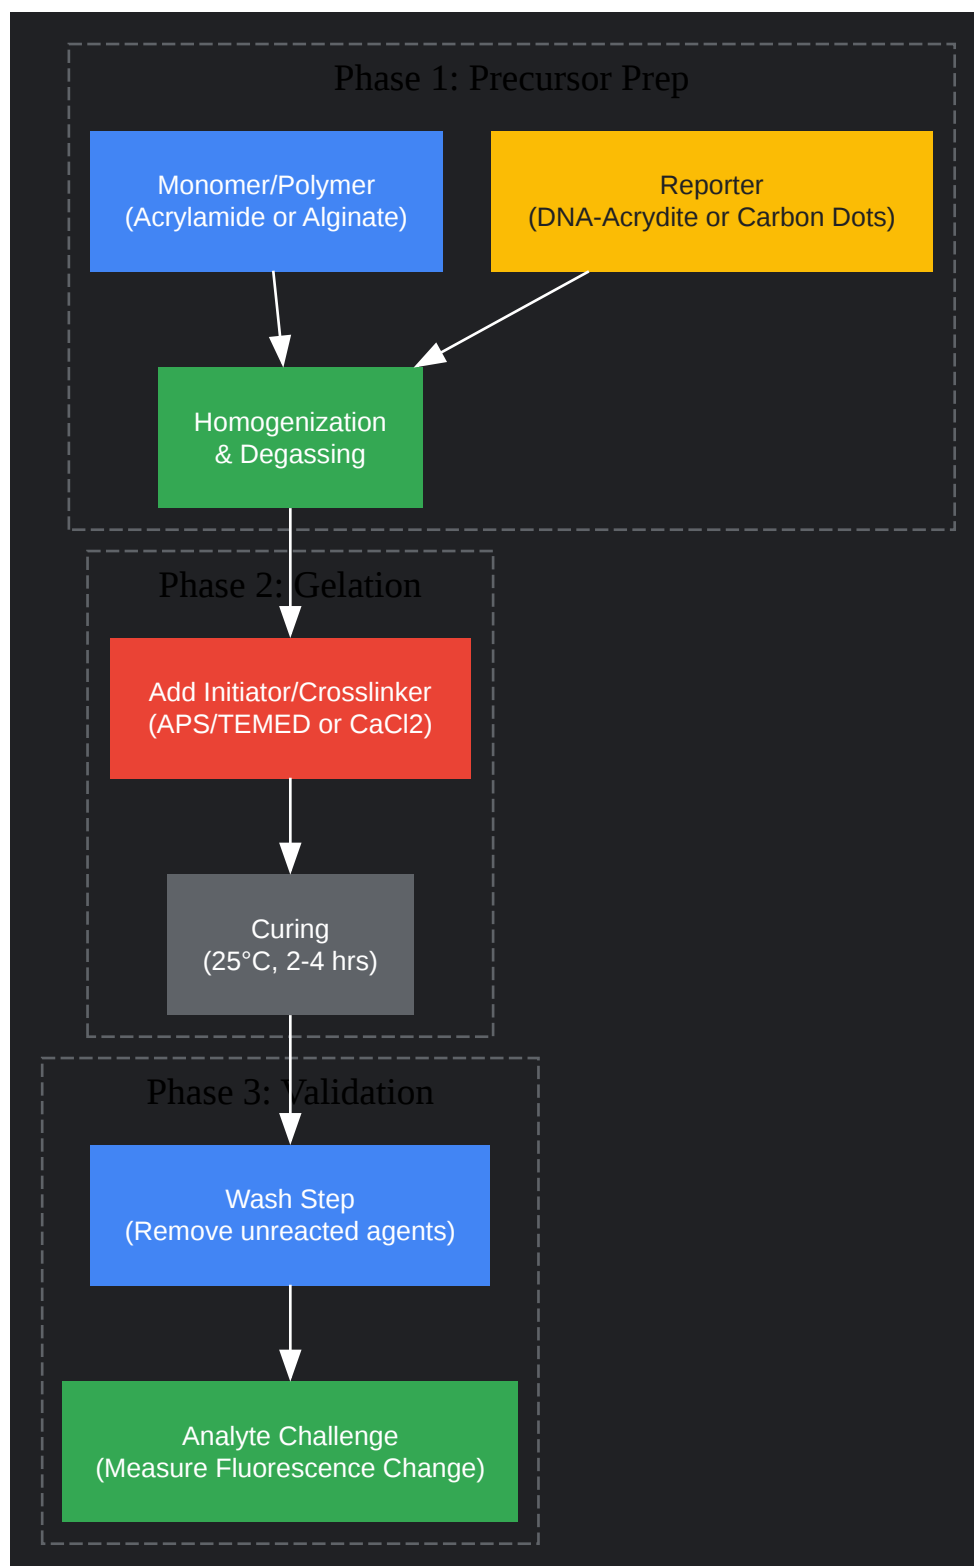 Phase 1: Precursor Prep
Monomer/Polymer
(Acrylamide or Alginate)
Reporter
(DNA-Acrydite or Carbon Dots)
Homogenization
& Degassing
Phase 2: Gelation
Add Initiator/Crosslinker
(APS/TEMED or CaCl2)
Curing
(25°C, 2-4 hrs)
Phase 3: Validation
Wash Step
(Remove unreacted agents)
Analyte Challenge
(Measure Fluorescence Change)